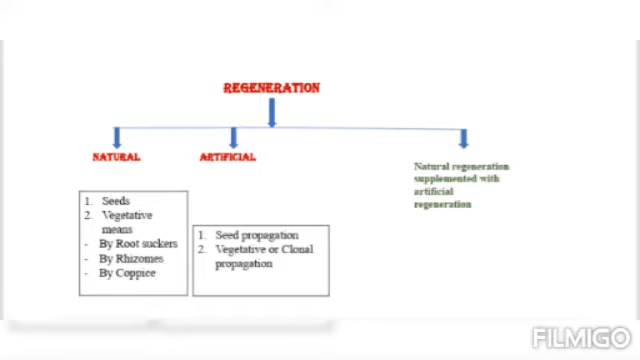 REGENERATION
NATURAL
ARTIFICIAL
Natural regeneration
supplemented with
artificial
regeneration
1. Seeds
2. Vegetative
means
- By Root suckers
- By Rhizomes
- By Coppice
1. Seed propagation
2. Vegetative or Clonal
propagation
FILMIGO